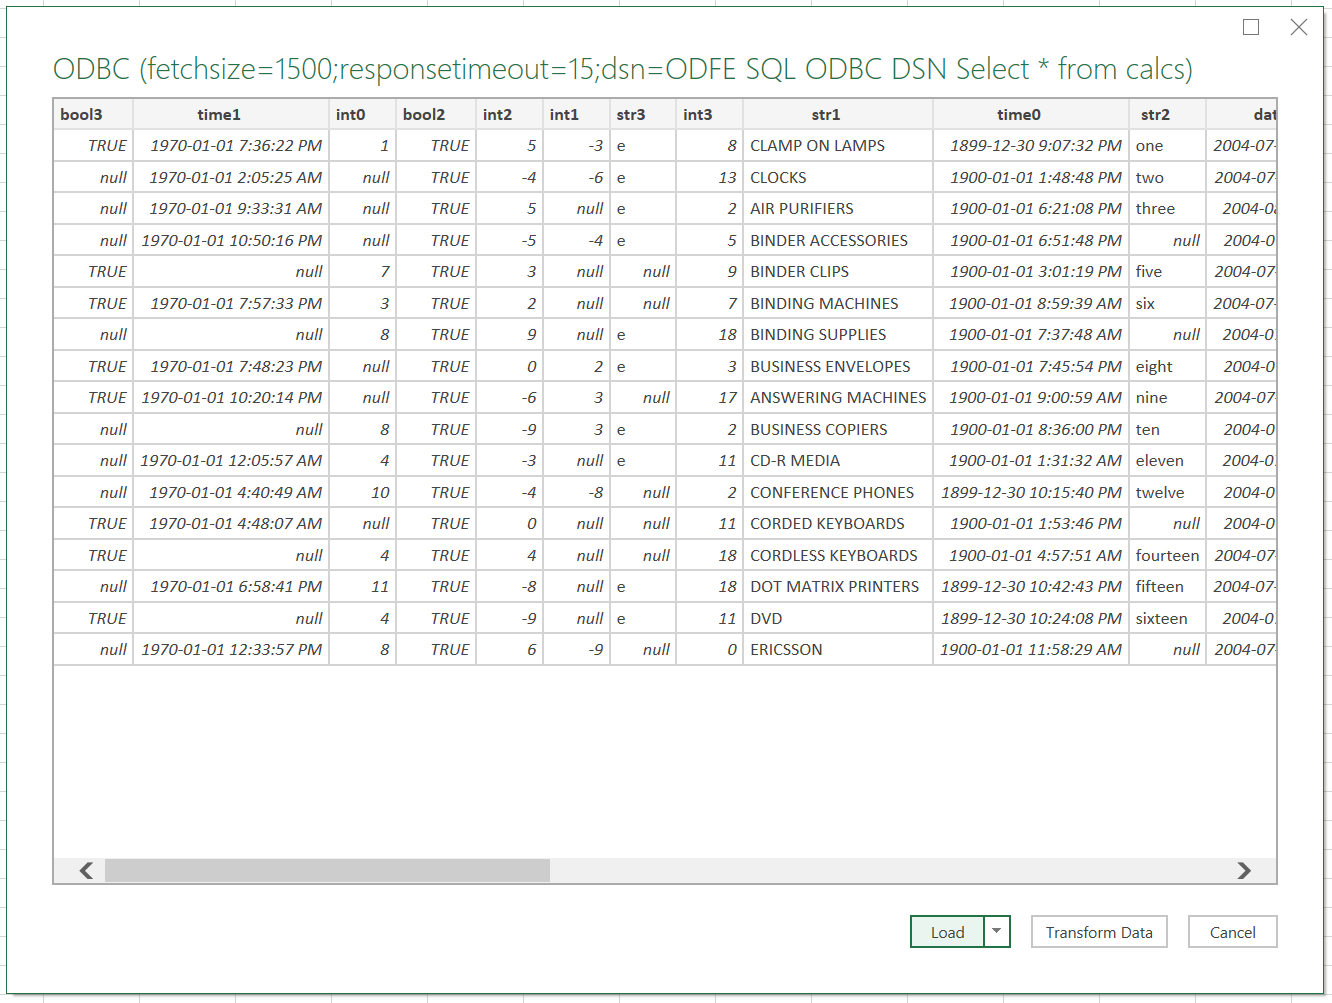 ODBC (fetchsize=1500;responsetimeout=15;dsn=ODFE SQL ODBC DSN Select * from calcs)
bool3 time1 int0 bool2 int2 int1 str3 int3 str1 time0 str2 dat
TRUE 1970-01-01 7:36:22 PM 1 TRUE 5 -3 e 8 CLAMP ON LAMPS 1899-12-30 9:07:32 PM one 2004-07-
null 1970-01-01 2:05:25 AM null TRUE -4 -6 e 13 CLOCKS 1900-01-01 1:48:48 PM two 2004-07-
null 1970-01-01 9:33:31 AM null TRUE 5 null e 2 AIR PURIFIERS 1900-01-01 6:21:08 PM three 2004-0
null 1970-01-01 10:50:16 PM null TRUE -5 -4 e 5 BINDER ACCESSORIES 1900-01-01 6:51:48 PM null 2004-0
TRUE null 7 TRUE 3 null null 9 BINDER CLIPS 1900-01-01 3:01:19 PM five 2004-07-
TRUE 1970-01-01 7:57:33 PM 3 TRUE 2 null null 7 BINDING MACHINES 1900-01-01 8:59:39 AM six 2004-07-
null null 8 TRUE 9 null e 18 BINDING SUPPLIES 1900-01-01 7:37:48 AM null 2004-0
TRUE 1970-01-01 7:48:23 PM null TRUE 0 2 e 3 BUSINESS ENVELOPES 1900-01-01 7:45:54 PM eight 2004-0
TRUE 1970-01-01 10:20:14 PM null TRUE -6 3 null 17 ANSWERING MACHINES 1900-01-01 9:00:59 AM nine 2004-07-
null null 8 TRUE -9 3 e 2 BUSINESS COPIERS 1900-01-01 8:36:00 PM ten 2004-0
null 1970-01-01 12:05:57 AM 4 TRUE -3 null e 11 CD-R MEDIA 1900-01-01 1:31:32 AM eleven 2004-0
null 1970-01-01 4:40:49 AM 10 TRUE -4 -8 null 2 CONFERENCE PHONES 1899-12-30 10:15:40 PM twelve 2004-0
TRUE 1970-01-01 4:48:07 AM null TRUE 0 null null 11 CORDED KEYBOARDS 1900-01-01 1:53:46 PM null 2004-0
TRUE null 4 TRUE 4 null null 18 CORDLESS KEYBOARDS 1900-01-01 4:57:51 AM fourteen 2004-07-
null 1970-01-01 6:58:41 PM 11 TRUE -8 null e 18 DOT MATRIX PRINTERS 1899-12-30 10:42:43 PM fifteen 2004-07-
TRUE null 4 TRUE -9 null e 11 DVD 1899-12-30 10:24:08 PM sixteen 2004-0
null 1970-01-01 12:33:57 PM 8 TRUE 6 -9 null 0 ERICSSON 1900-01-01 11:58:29 AM null 2004-07-
Load Transform Data Cancel